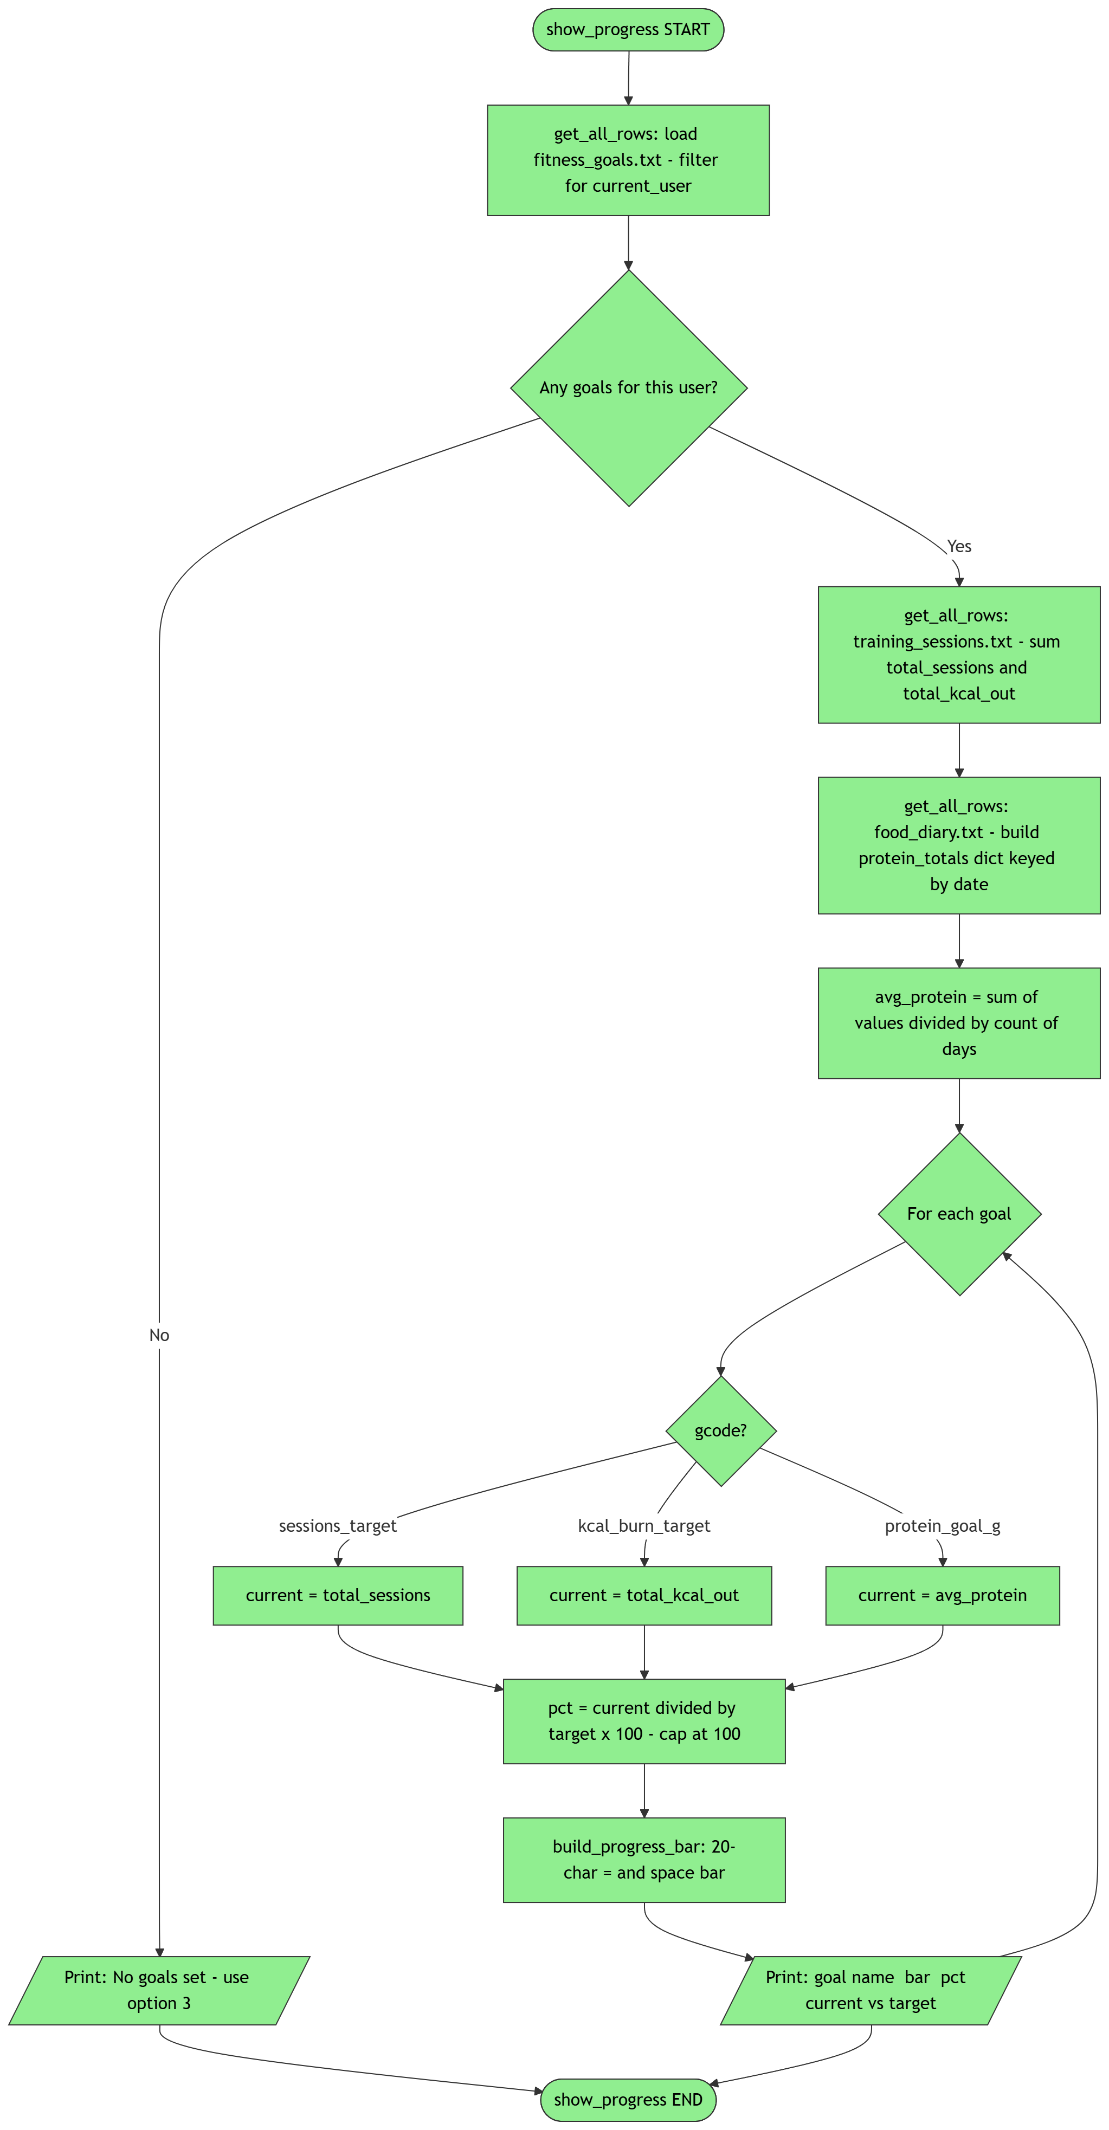 show_progress START
get_all_rows: load
fitness_goals.txt - filter
for current_user
Any goals for this user?
Yes
get_all_rows:
training_sessions.txt - sum
total_sessions and
total_kcal_out
get_all_rows:
food_diary.txt - build
protein_totals dict keyed
by date
avg_protein = sum of
values divided by count of
days
For each goal
No
gcode?
sessions_target
kcal_burn_target
protein_goal_g
current = total_sessions
current = total_kcal_out
current = avg_protein
pct = current divided by
target x 100 - cap at 100
build_progress_bar: 20-
char = and space bar
Print: No goals set - use
option 3
Print: goal name  bar  pct
current vs target
show_progress END